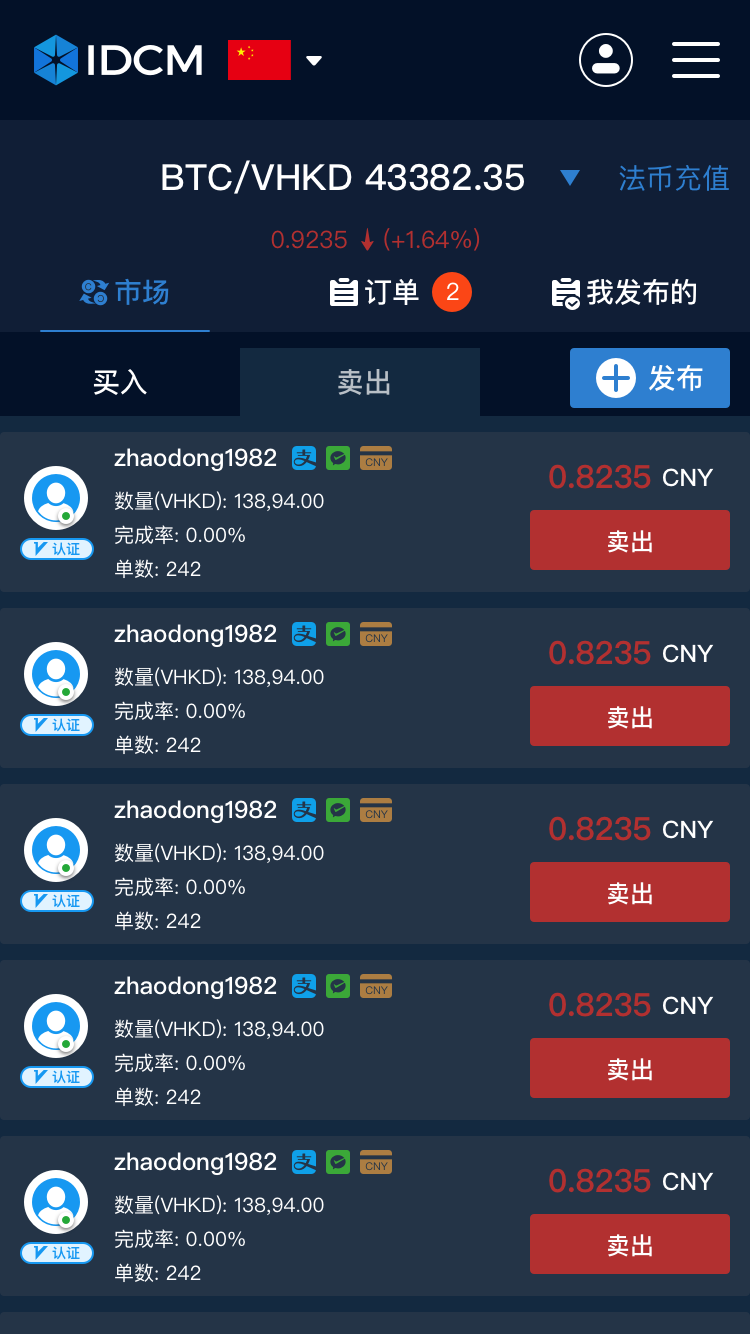 IDCM
BTC/VHKD 43382.35 法币充值
0.9235 (+1.64%)
市场 订单 2 我发布的
买入 卖出 发布
zhaodong1982 支 CNY
数量(VHKD): 138,94.00
完成率: 0.00%
单数: 242
V 认证
0.8235 CNY
卖出
zhaodong1982 支 CNY
数量(VHKD): 138,94.00
完成率: 0.00%
单数: 242
V 认证
0.8235 CNY
卖出
zhaodong1982 支 CNY
数量(VHKD): 138,94.00
完成率: 0.00%
单数: 242
V 认证
0.8235 CNY
卖出
zhaodong1982 支 CNY
数量(VHKD): 138,94.00
完成率: 0.00%
单数: 242
V 认证
0.8235 CNY
卖出
zhaodong1982 支 CNY
数量(VHKD): 138,94.00
完成率: 0.00%
单数: 242
V 认证
0.8235 CNY
卖出